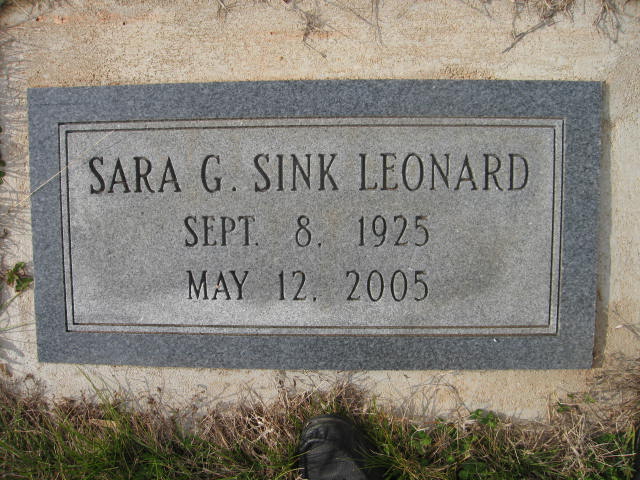 SARA G. SINK LEONARD
SEPT. 8, 1925
MAY 12, 2005